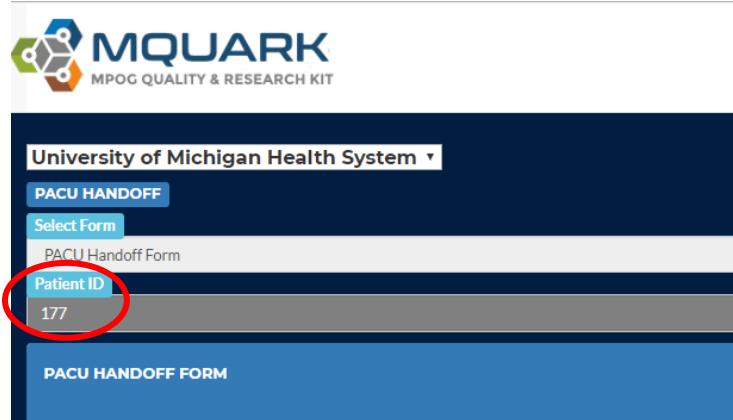 MQUARK
MPOG QUALITY & RESEARCH KIT
University of Michigan Health System
PACU HANDOFF
Select Form
PACU Handoff Form
Patient ID
177
PACU HANDOFF FORM